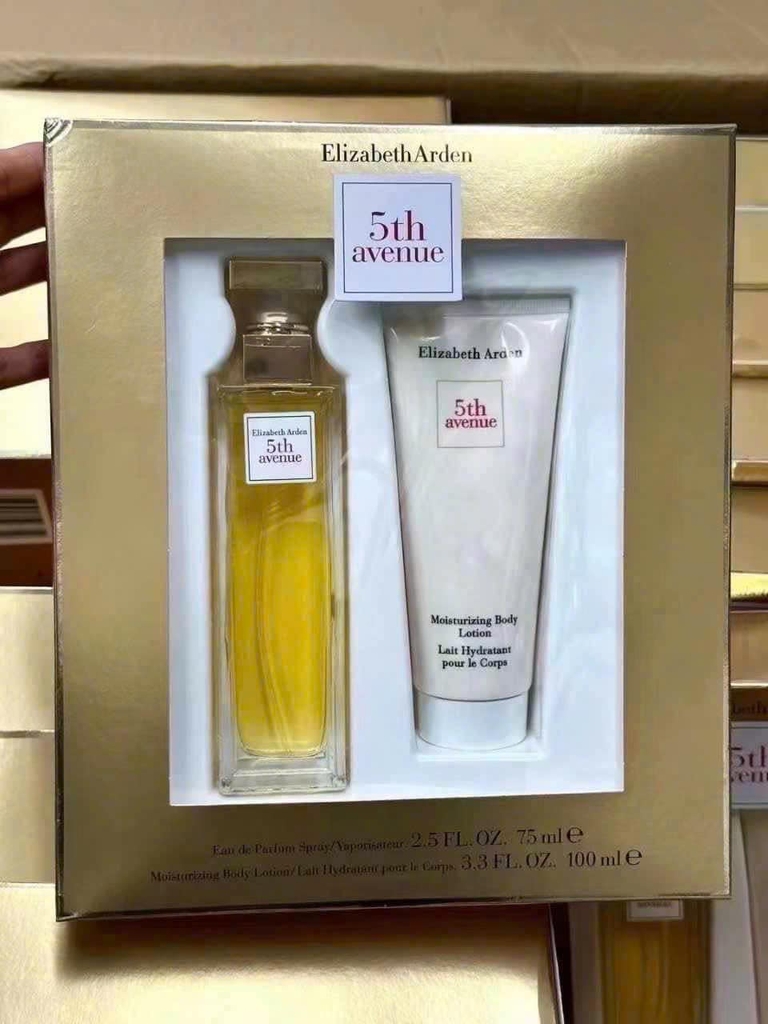 Elizabeth Arden
5th
avenue
Elizabeth Arden
5th
avenue
Elizabeth Arden
5th
avenue
Moisturizing Body
Lotion
Lait Hydratant
pour le Corps
Eau de Parfum Spray/Vaporisateur. 2.5 FL. OZ. 75 ml e
Moisturizing Body Lotion/Lait Hydratant pour le Corps. 3.3 FL. OZ. 100 ml e
5th